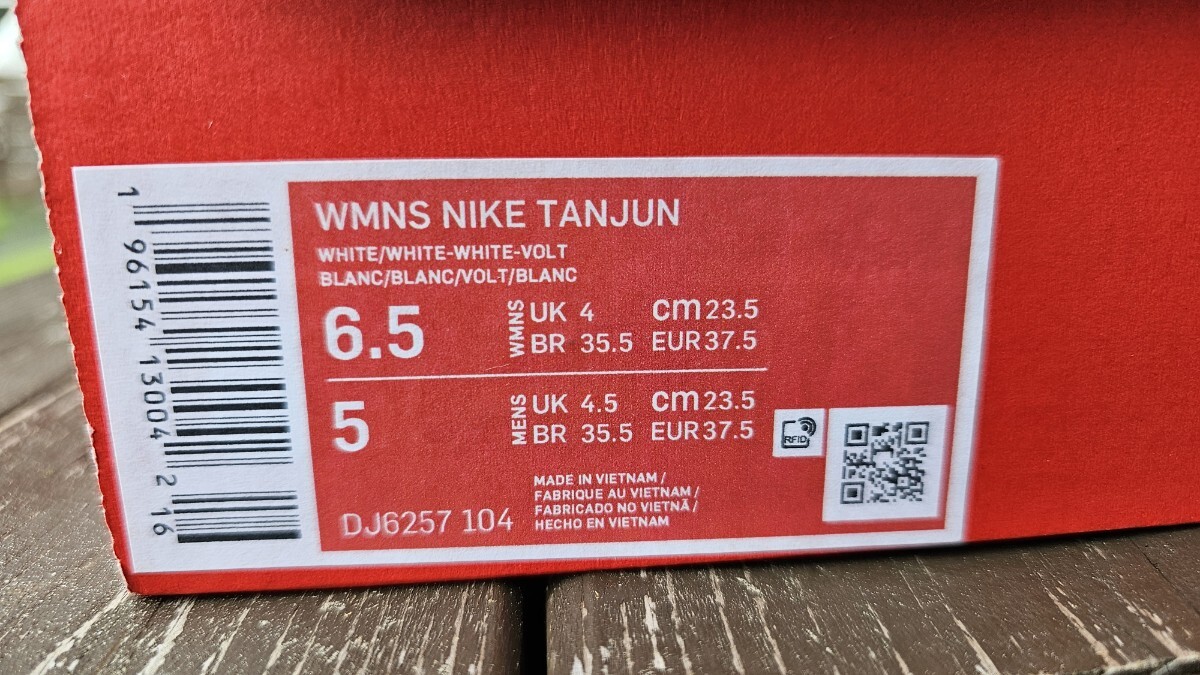 1 96154 13004 2 16
WMNS NIKE TANJUN
WHITE/WHITE-WHITE-VOLT
BLANC/BLANC/VOLT/BLANC
6.5 WMNS UK 4 cm 23.5
BR 35.5 EUR 37.5
5 MENS UK 4.5 cm 23.5
BR 35.5 EUR 37.5
RFID
MADE IN VIETNAM /
FABRIQUE AU VIETNAM /
FABRICADO NO VIETNÃ /
HECHO EN VIETNAM
DJ6257 104